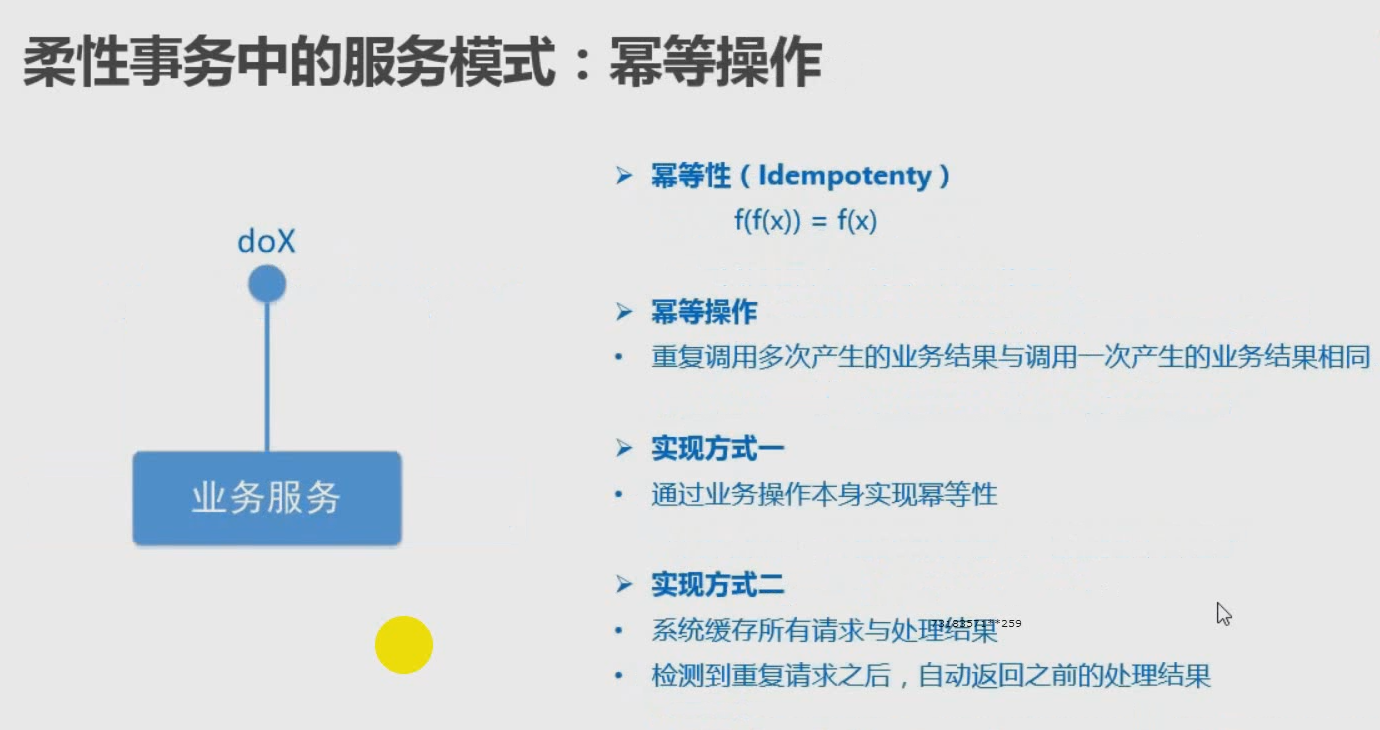 柔性事务中的服务模式：幂等操作
doX
业务服务
➢ 幂等性（Idempotenty）
f(f(x)) = f(x)
➢ 幂等操作
• 重复调用多次产生的业务结果与调用一次产生的业务结果相同
➢ 实现方式一
• 通过业务操作本身实现幂等性
➢ 实现方式二
• 系统缓存所有请求与处理结果
• 检测到重复请求之后，自动返回之前的处理结果